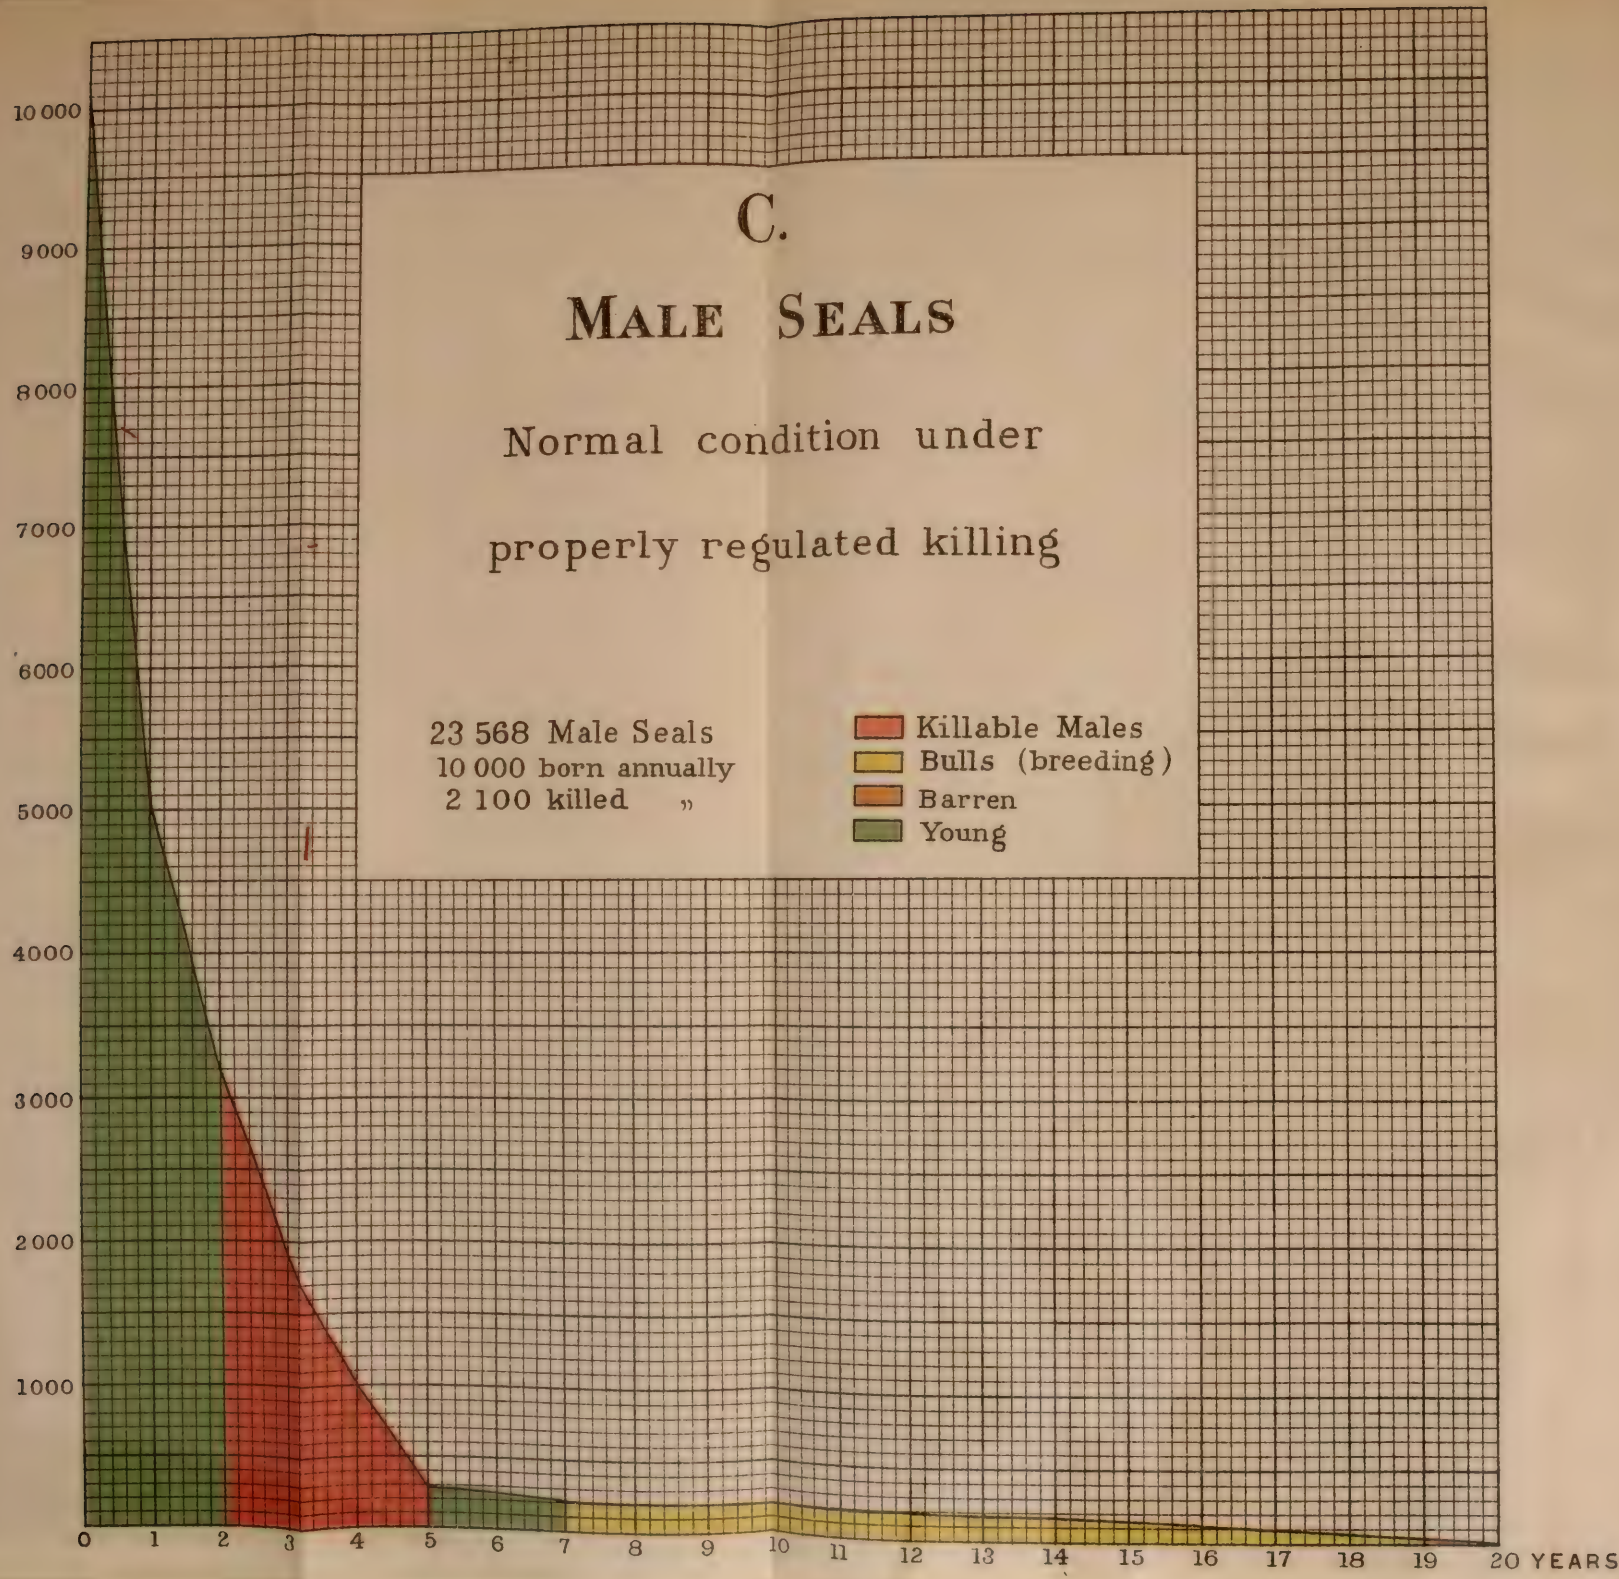 C.
MALE SEALS
Normal condition under
properly regulated killing
23 568 Male Seals
10 000 born annually
2 100 killed „
Killable Males
Bulls (breeding)
Barren
Young
10 000
9000
8000
7000
6000
5000
4000
3000
2000
1000
0 1 2 3 4 5 6 7 8 9 10 11 12 13 14 15 16 17 18 19 20 YEARS